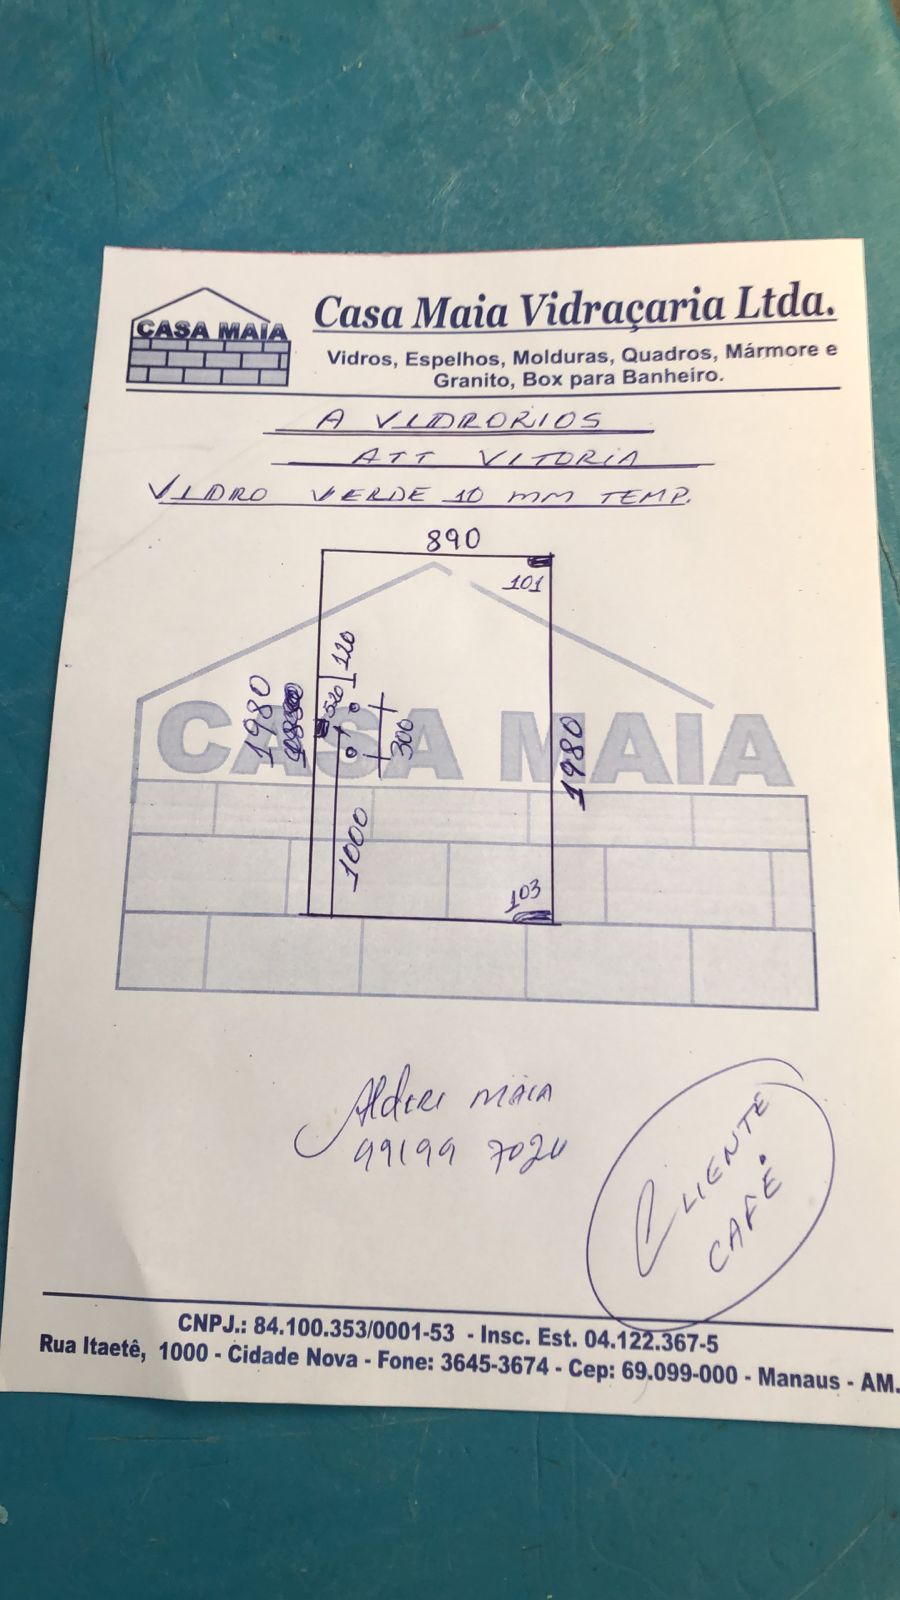 CASA MAIA
Casa Maia Vidraçaria Ltda.
Vidros, Espelhos, Molduras, Quadros, Mármore e
Granito, Box para Banheiro.
A VIDRORIOS
ATT VITORIA
VIDRO VERDE 10 MM TEMP.
890
101
120
520
1980
300
1980
1000
103
CASA MAIA
Alderi MAIA
99199 7020
CLIENTE
CAFÉ
CNPJ.: 84.100.353/0001-53 - Insc. Est. 04.122.367-5
Rua Itaetê, 1000 - Cidade Nova - Fone: 3645-3674 - Cep: 69.099-000 - Manaus - AM.